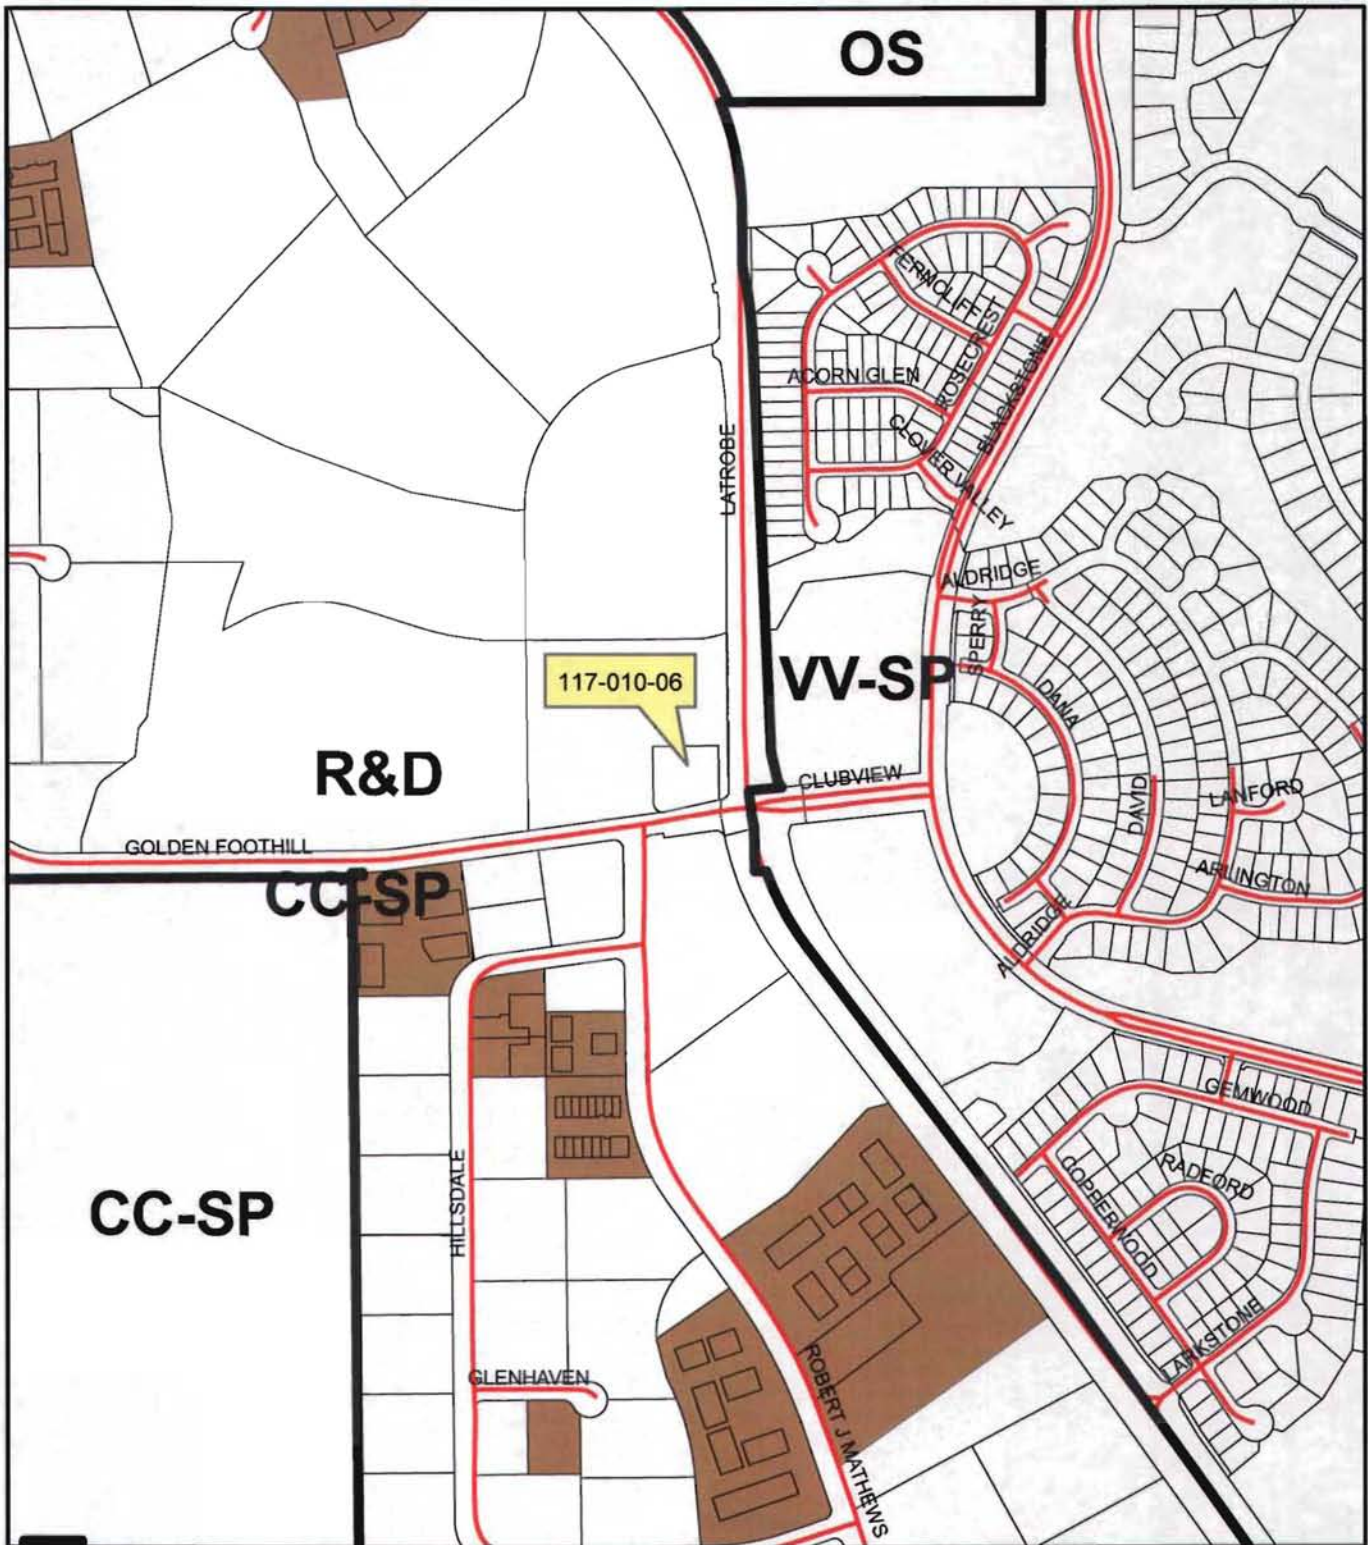 OS
FERNCLIFF
ROSECREST
BLACKSTONE
ACORN GLEN
CLOVER VALLEY
LATROBE
ALDRIDGE
SPERRY
117-010-06
VV-SP
DANA
R&D
CLUBVIEW
DAVID
LANFORD
GOLDEN FOOTHILL
ARLINGTON
CC-SP
ALDRIDGE
GEMWOOD
HILLSDALE
CC-SP
COPPERWOOD
RADFORD
LARKSTONE
GLENHAVEN
ROBERT J MATHEWS